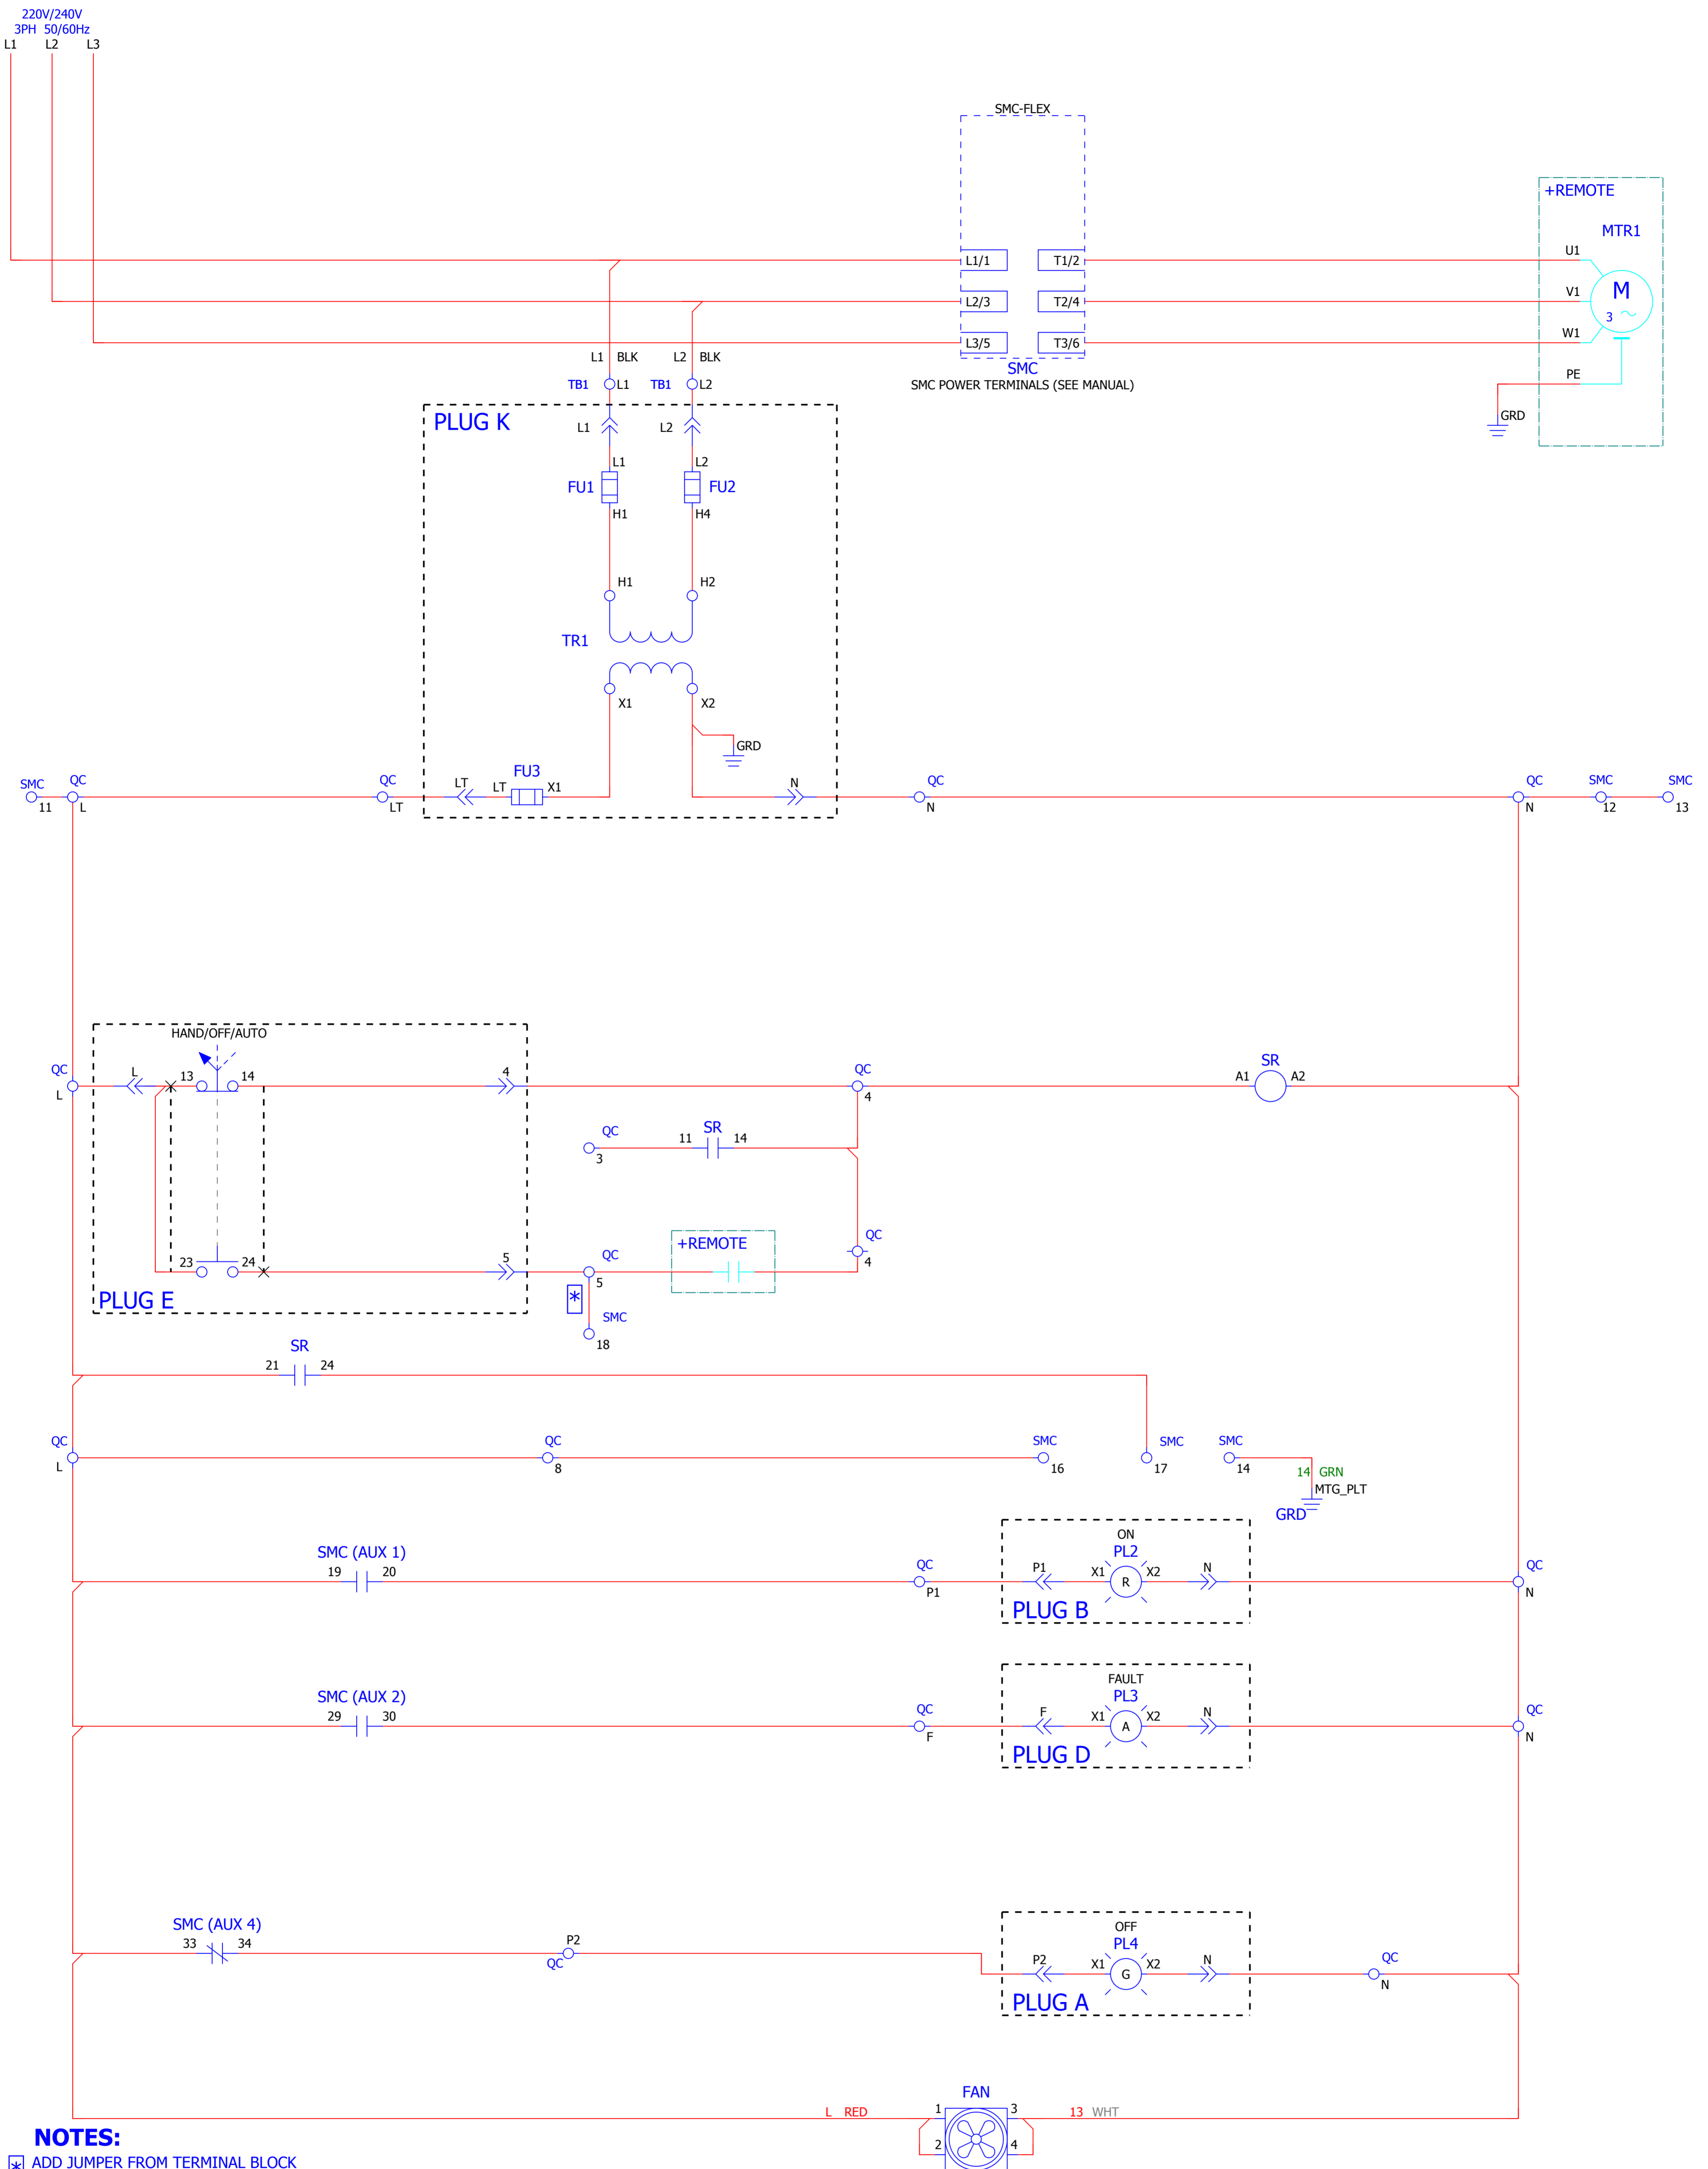 220V/240V
3PH 50/60Hz
L1 L2 L3
SMC-FLEX
+REMOTE
MTR1
U1
L1/1 T1/2
M
3
V1
L2/3 T2/4
W1
L3/5 T3/6
L1 BLK L2 BLK
SMC
SMC POWER TERMINALS (SEE MANUAL)
PE
TB1 L1 TB1 L2
GRD
PLUG K
L1 L2
L1 L2
FU1 FU2
H1 H4
H1 H2
TR1
X1 X2
GRD
SMC QC QC LT LT FU3 X1 N QC QC SMC SMC
11 L LT N N 12 13
HAND/OFF/AUTO
QC L 13 14 4 QC A1 SR A2
L 4
QC 11 SR 14
3
QC
4
+REMOTE
23 24 5 QC
5
*
PLUG E
SMC
18
SR
21 24
QC QC SMC SMC SMC
L 8 16 17 14
14 GRN
MTG_PLT
GRD
ON
SMC (AUX 1) PL2
19 20 QC P1 X1 R X2 N QC
P1 N
PLUG B
FAULT
SMC (AUX 2) PL3
29 30 QC F X1 A X2 N QC
F N
PLUG D
OFF
SMC (AUX 4) PL4
33 34 P2
QC
P2 X1 G X2 N QC
N
PLUG A
FAN
L RED 1 3 13 WHT
2 4
NOTES:
* ADD JUMPER FROM TERMINAL BLOCK